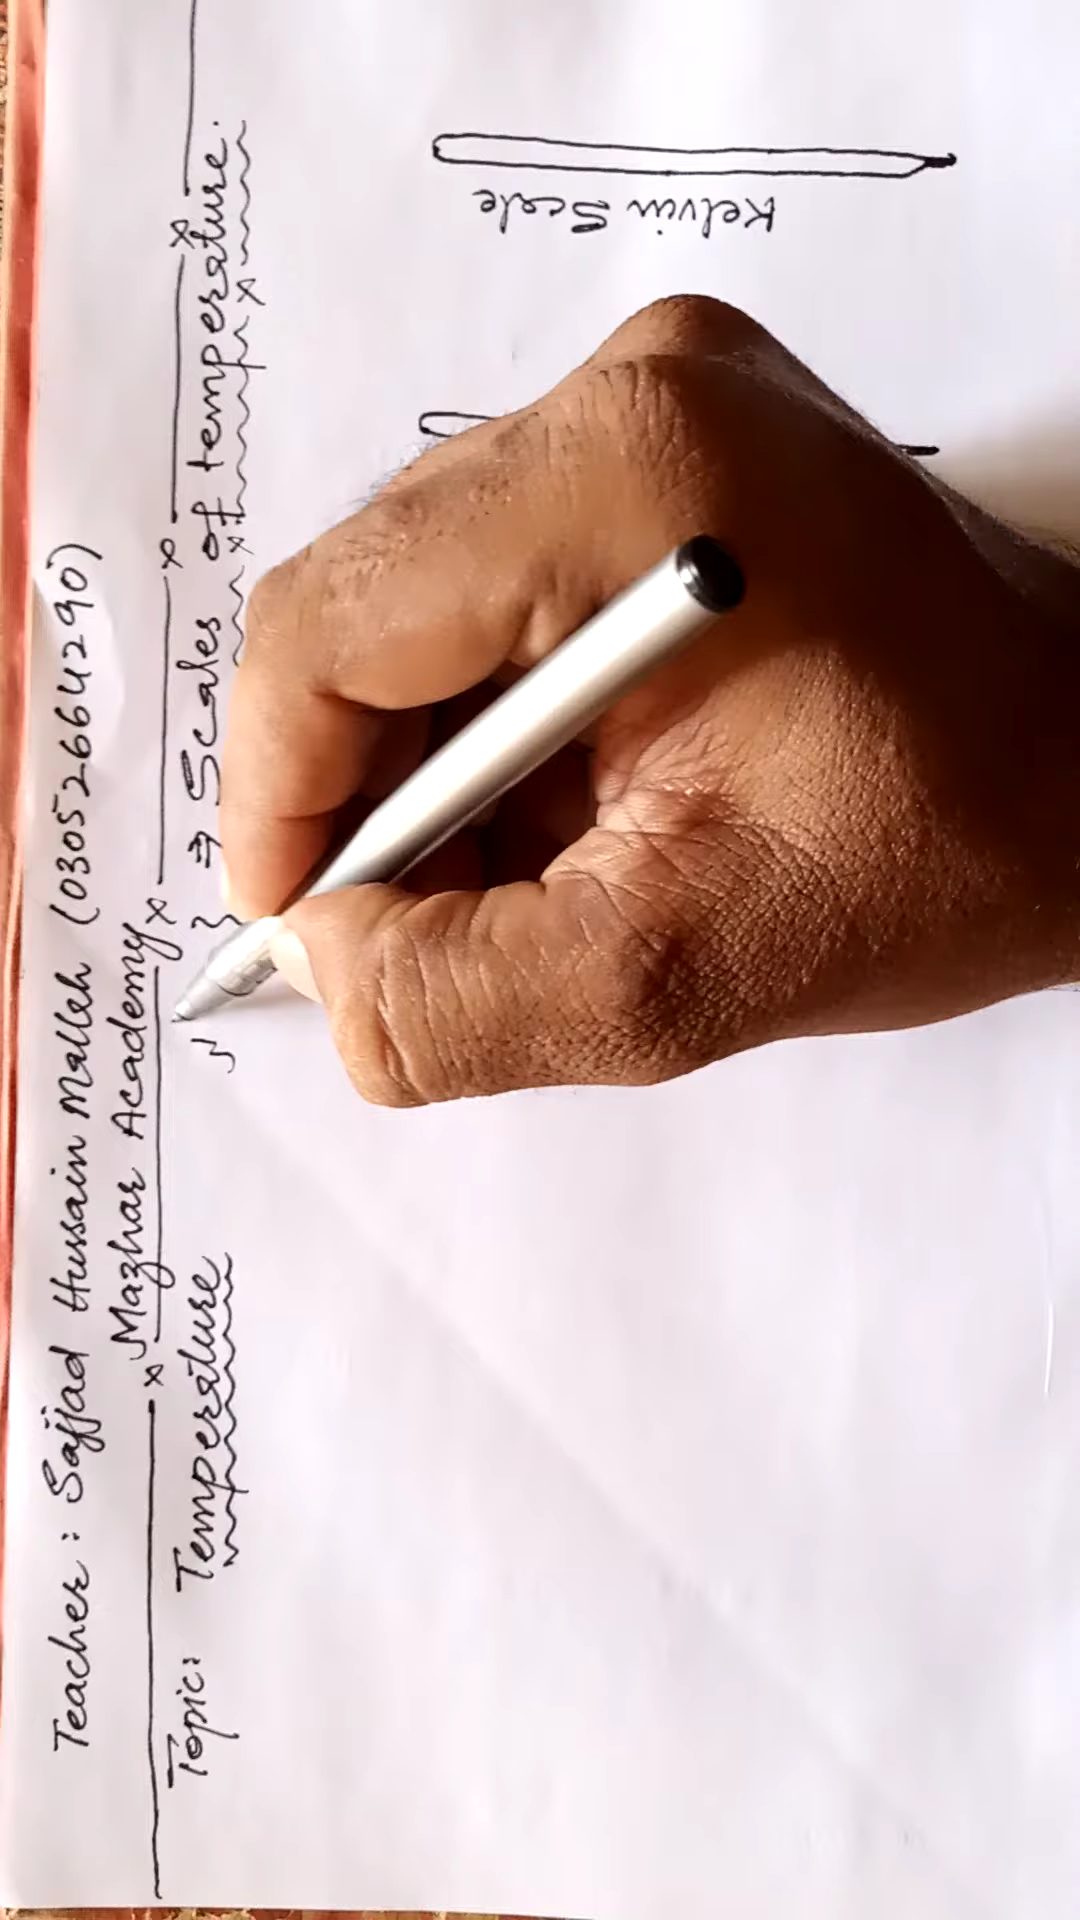 Teacher: Sajjad Hussain Mallah (03052664290)
Mazhar Academy
Topic: Temperature
⇒ Scales of temperature.
Kelvin Scale